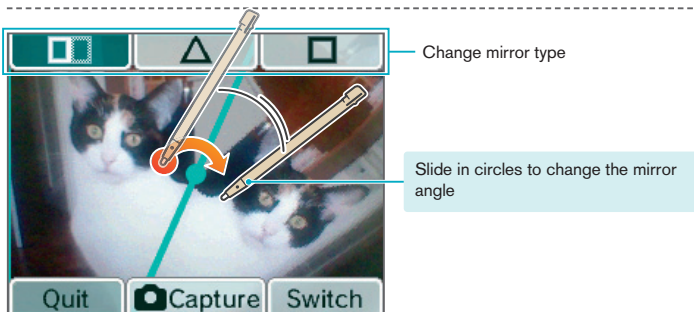 Change mirror type
Slide in circles to change the mirror
angle
Quit
Capture
Switch